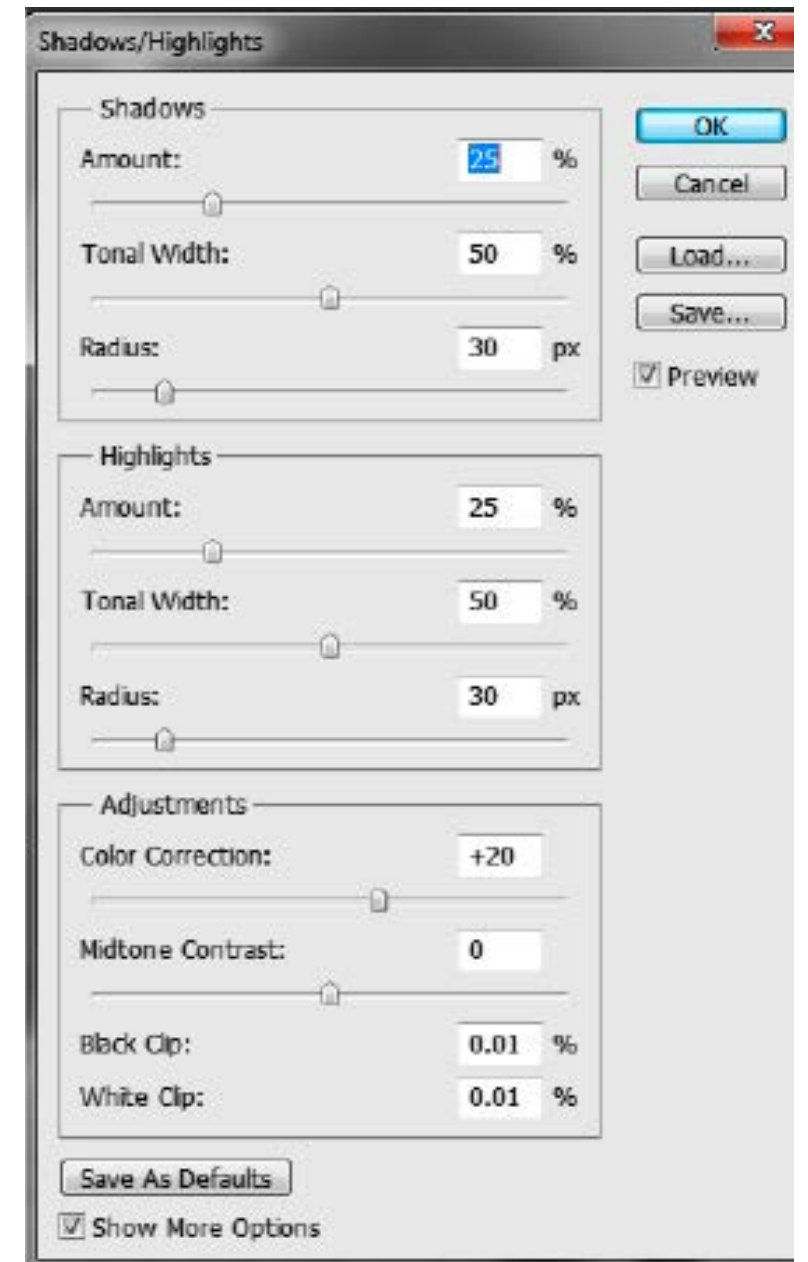 Shadows/Highlights
Shadows
Amount: 25 %
Tonal Width: 50 %
Radius: 30 px
Highlights
Amount: 25 %
Tonal Width: 50 %
Radius: 30 px
Adjustments
Color Correction: +20
Midtone Contrast: 0
Black Clip: 0.01 %
White Clip: 0.01 %
Save As Defaults
Show More Options
OK
Cancel
Load...
Save...
Preview